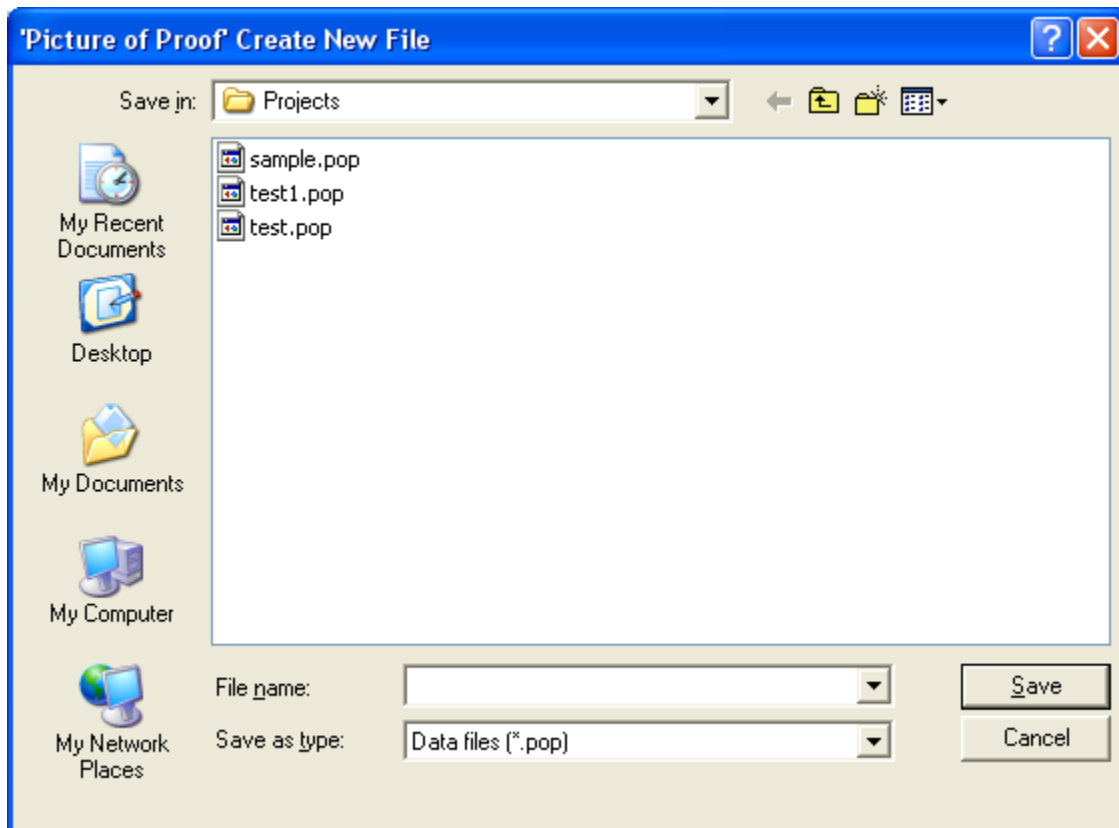 'Picture of Proof' Create New File
Save in:
Projects
sample.pop
test1.pop
test.pop
My Recent
Documents
Desktop
My Documents
My Computer
My Network
Places
File name:
Save
Save as type:
Data files (*.pop)
Cancel